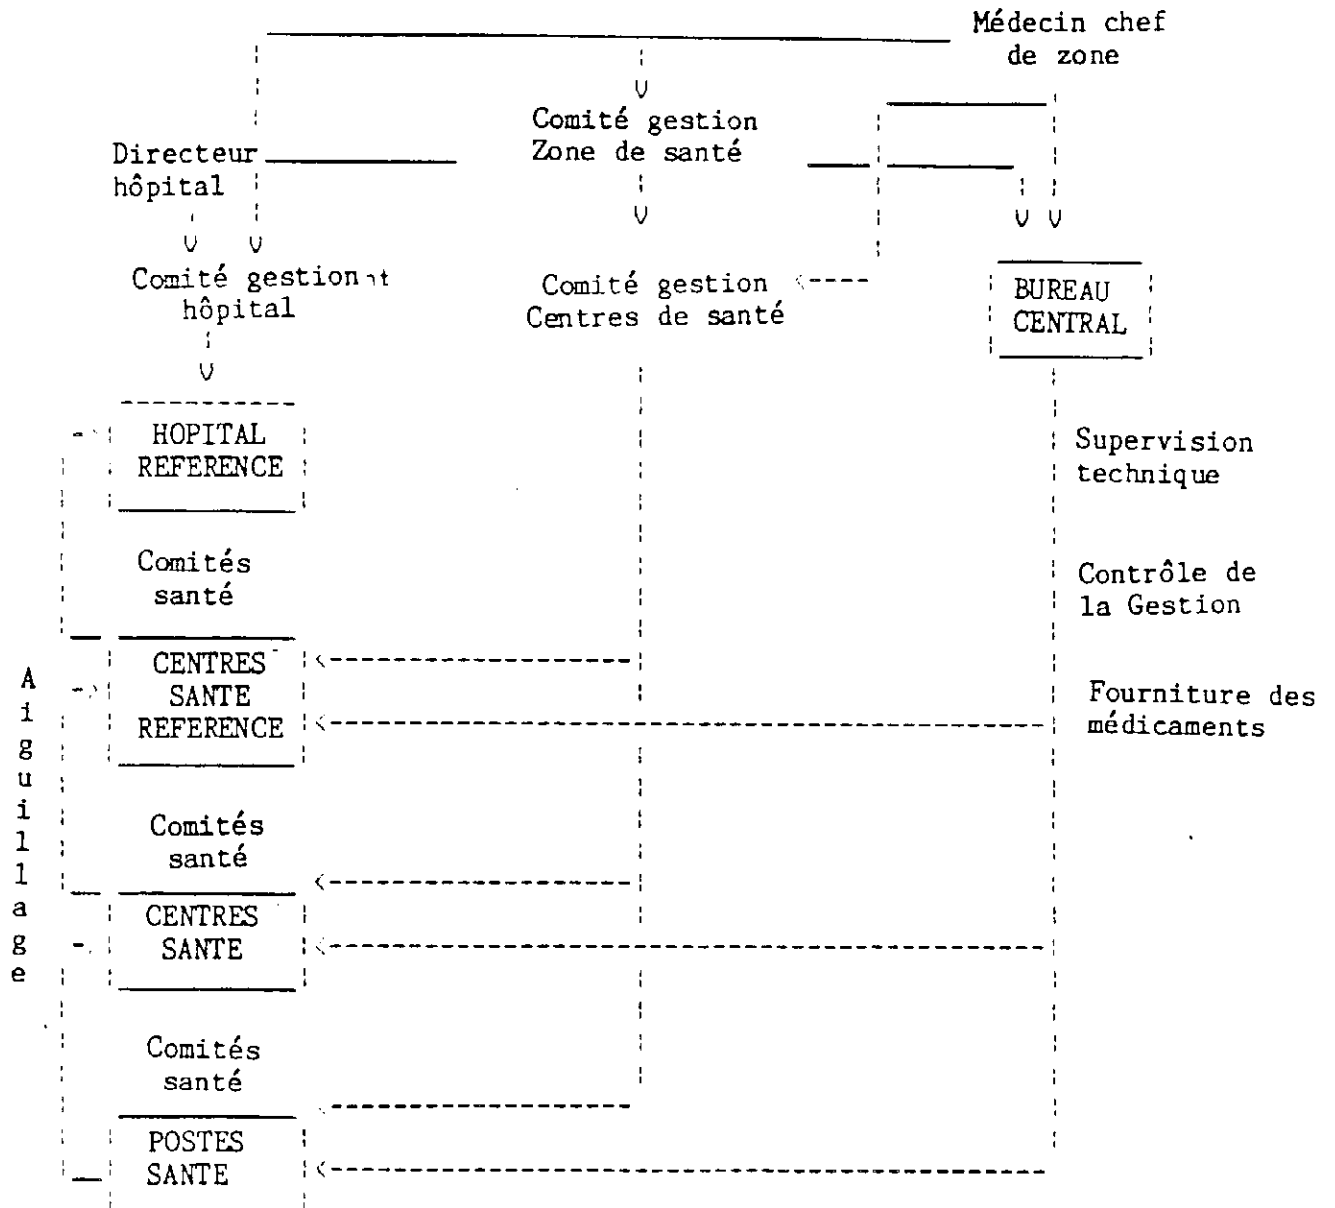 Médecin chef
de zone
Comité gestion
Zone de santé
Directeur
hôpital
Comité gestion
hôpital
Comité gestion
Centres de santé
BUREAU
CENTRAL
HOPITAL
REFERENCE
Supervision
technique
Comités
santé
Contrôle de
la Gestion
CENTRES
SANTE
REFERENCE
Fourniture des
médicaments
Aiguillage
Comités
santé
CENTRES
SANTE
Comités
santé
POSTES
SANTE